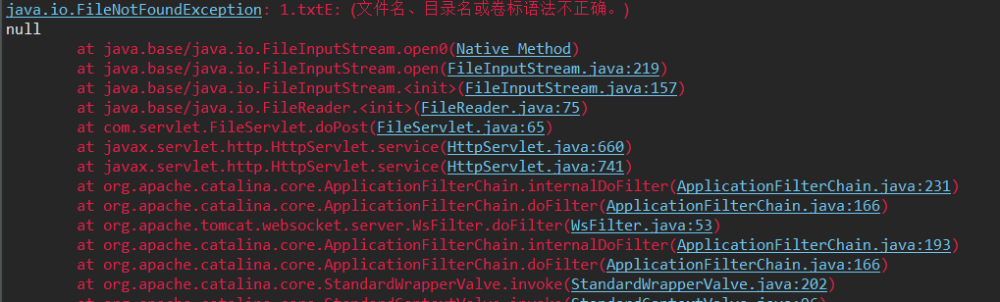 java.io.FileNotFoundException: 1.txtE: (文件名、目录名或卷标语法不正确。)
null
at java.base/java.io.FileInputStream.open0(Native Method)
at java.base/java.io.FileInputStream.open(FileInputStream.java:219)
at java.base/java.io.FileInputStream.<init>(FileInputStream.java:157)
at java.base/java.io.FileReader.<init>(FileReader.java:75)
at com.servlet.FileServlet.doPost(FileServlet.java:65)
at javax.servlet.http.HttpServlet.service(HttpServlet.java:660)
at javax.servlet.http.HttpServlet.service(HttpServlet.java:741)
at org.apache.catalina.core.ApplicationFilterChain.internalDoFilter(ApplicationFilterChain.java:231)
at org.apache.catalina.core.ApplicationFilterChain.doFilter(ApplicationFilterChain.java:166)
at org.apache.tomcat.websocket.server.WsFilter.doFilter(WsFilter.java:53)
at org.apache.catalina.core.ApplicationFilterChain.internalDoFilter(ApplicationFilterChain.java:193)
at org.apache.catalina.core.ApplicationFilterChain.doFilter(ApplicationFilterChain.java:166)
at org.apache.catalina.core.StandardWrapperValve.invoke(StandardWrapperValve.java:202)